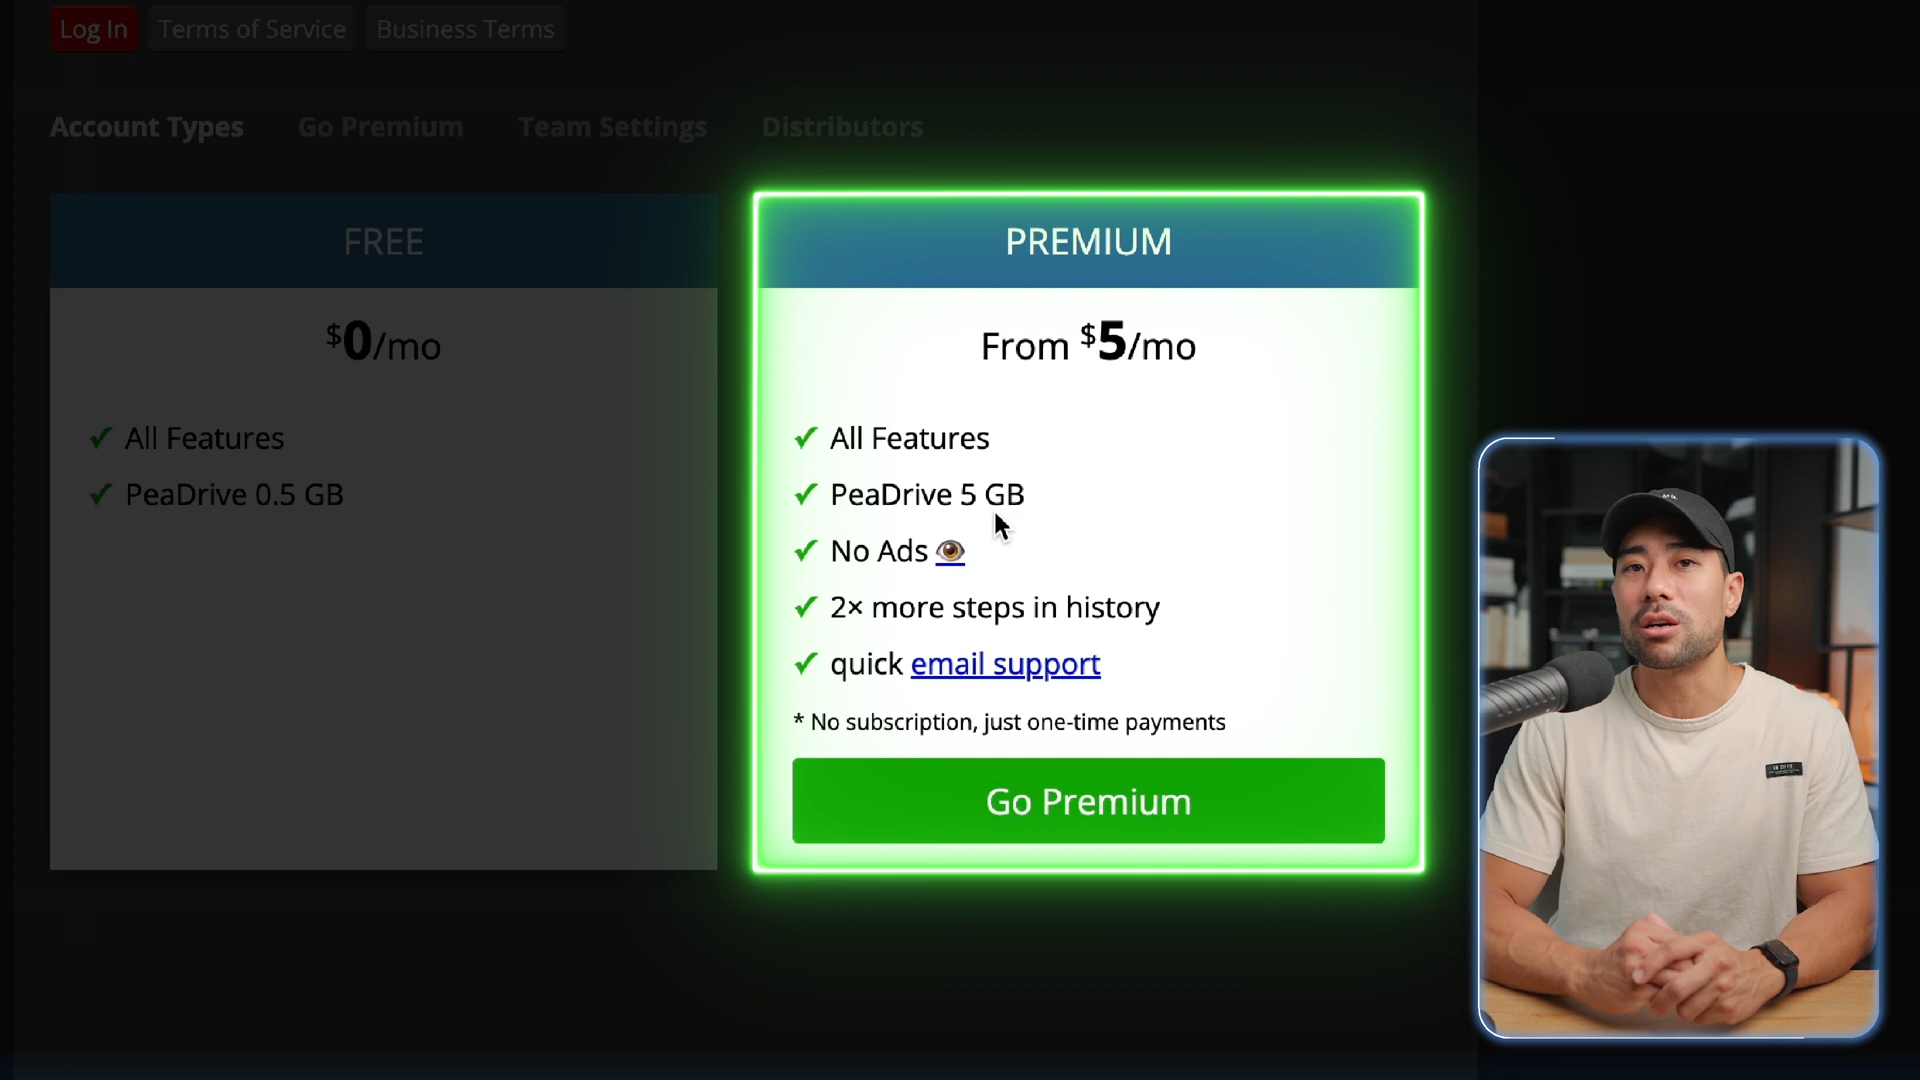 Log In Terms of Service Business Terms
Account Types Go Premium Team Settings Distributors
FREE
$0/mo
✔ All Features
✔ PeaDrive 0.5 GB
PREMIUM
From $5/mo
✔ All Features
✔ PeaDrive 5 GB
✔ No Ads 👁
✔ 2× more steps in history
✔ quick email support
* No subscription, just one-time payments
Go Premium